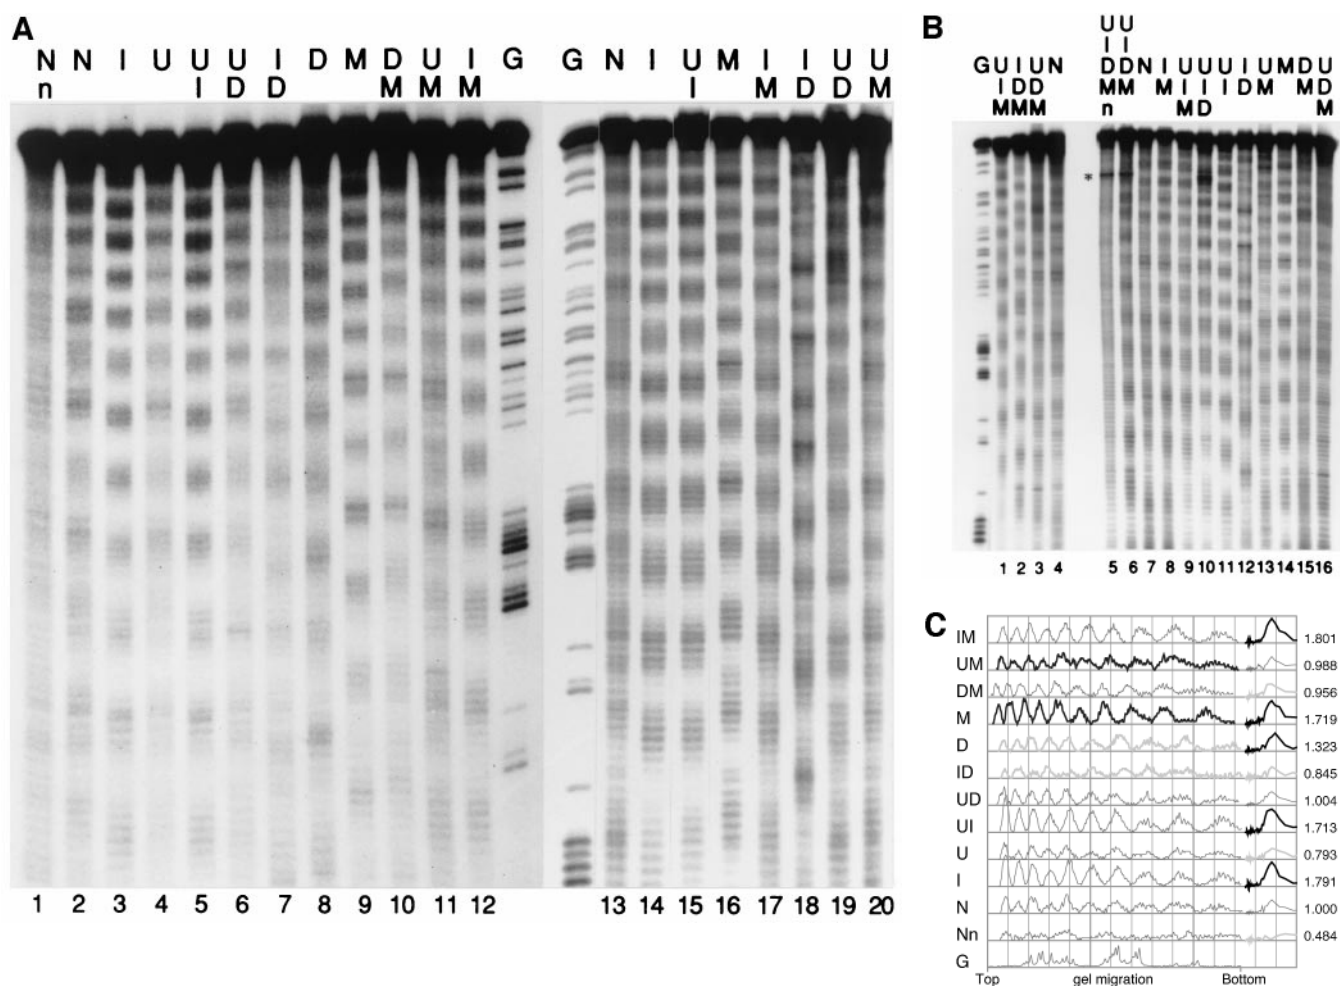 A
N N I U U U I D M D U I G
n I D D M M M
G N I U M I I U U
I M D D M
1 2 3 4 5 6 7 8 9 10 11 12
13 14 15 16 17 18 19 20
B
U U
I I
G U I U N D D N I U U U I U M D U
I D D M M M I I I D M M D
M M M n M D M
*
1 2 3 4 5 6 7 8 9 10 11 12 13 14 15 16
C
IM 1.801
UM 0.988
DM 0.956
M 1.719
D 1.323
ID 0.845
UD 1.004
UI 1.713
U 0.793
I 1.791
N 1.000
Nn 0.484
G
Top gel migration Bottom